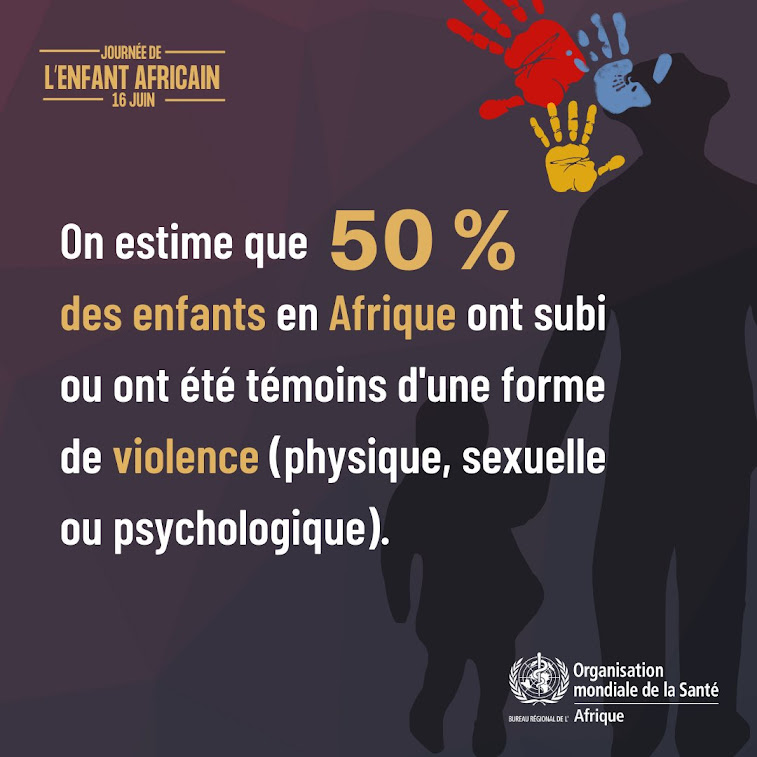 JOURNÉE DE
L'ENFANT AFRICAIN
16 JUIN
On estime que 50 %
des enfants en Afrique ont subi
ou ont été témoins d'une forme
de violence (physique, sexuelle
ou psychologique).
Organisation
mondiale de la Santé
BUREAU RÉGIONAL DE L' Afrique